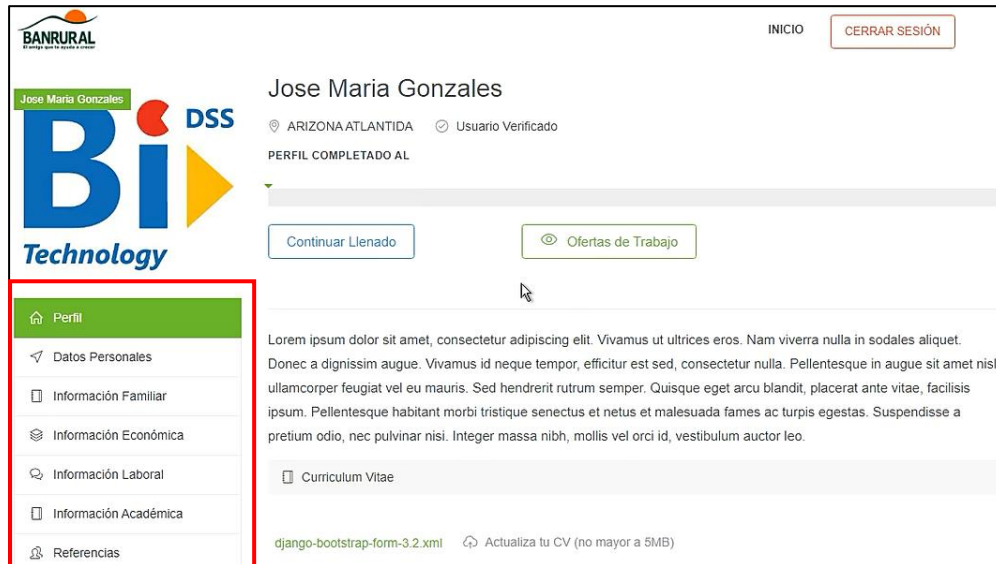 BANRURAL
El amigo que te ayuda a crecer
INICIO
CERRAR SESIÓN
Jose Maria Gonzales
Bi DSS
Technology
Jose Maria Gonzales
ARIZONA ATLANTIDA Usuario Verificado
PERFIL COMPLETADO AL
Continuar Llenado
Ofertas de Trabajo
Perfil
Datos Personales
Información Familiar
Información Económica
Información Laboral
Información Académica
Referencias
Lorem ipsum dolor sit amet, consectetur adipiscing elit. Vivamus ut ultrices eros. Nam viverra nulla in sodales aliquet.
Donec a dignissim augue. Vivamus id neque tempor, efficitur est sed, consectetur nulla. Pellentesque in augue sit amet nisl
ullamcorper feugiat vel eu mauris. Sed hendrerit rutrum semper. Quisque eget arcu blandit, placerat ante vitae, facilisis
ipsum. Pellentesque habitant morbi tristique senectus et netus et malesuada fames ac turpis egestas. Suspendisse a
pretium odio, nec pulvinar nisi. Integer massa nibh, mollis vel orci id, vestibulum auctor leo.
Curriculum Vitae
django-bootstrap-form-3.2.xml Actualiza tu CV (no mayor a 5MB)